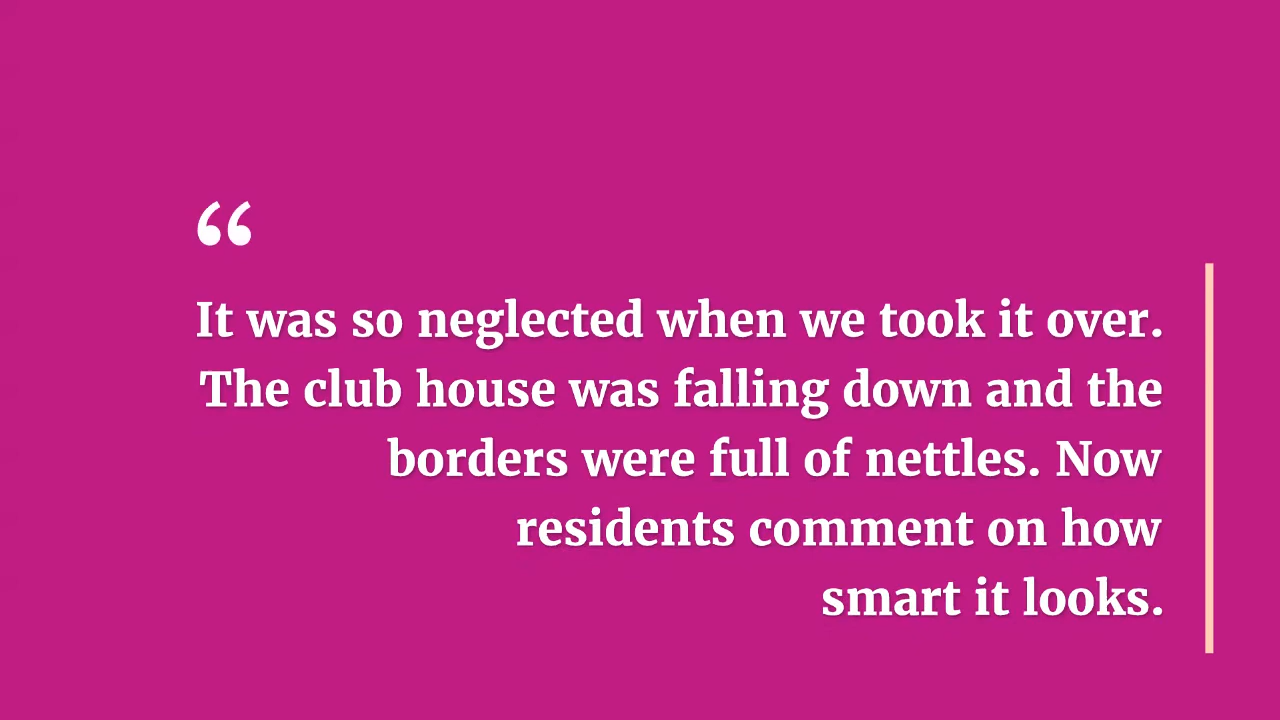 “
It was so neglected when we took it over.
The club house was falling down and the
borders were full of nettles. Now
residents comment on how
smart it looks.